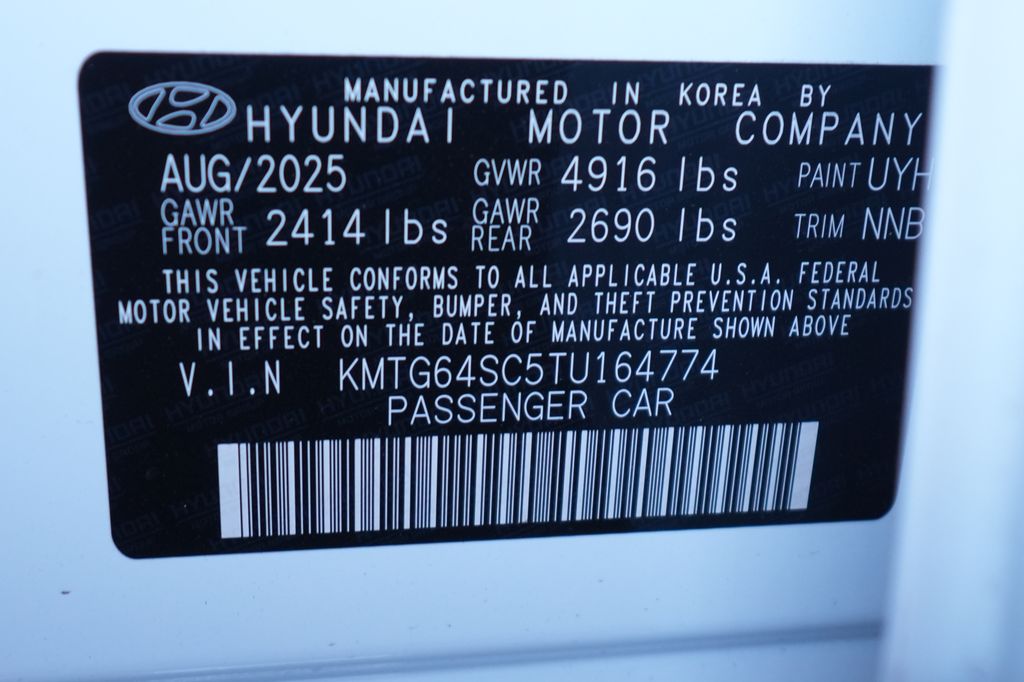 MANUFACTURED IN KOREA BY
HYUNDAI MOTOR COMPANY
AUG/2025 GVWR 4916 lbs PAINT UYH
GAWR FRONT 2414 lbs GAWR REAR 2690 lbs TRIM NNB
THIS VEHICLE CONFORMS TO ALL APPLICABLE U.S.A. FEDERAL
MOTOR VEHICLE SAFETY, BUMPER, AND THEFT PREVENTION STANDARDS
IN EFFECT ON THE DATE OF MANUFACTURE SHOWN ABOVE
V.I.N KMTG64SC5TU164774
PASSENGER CAR